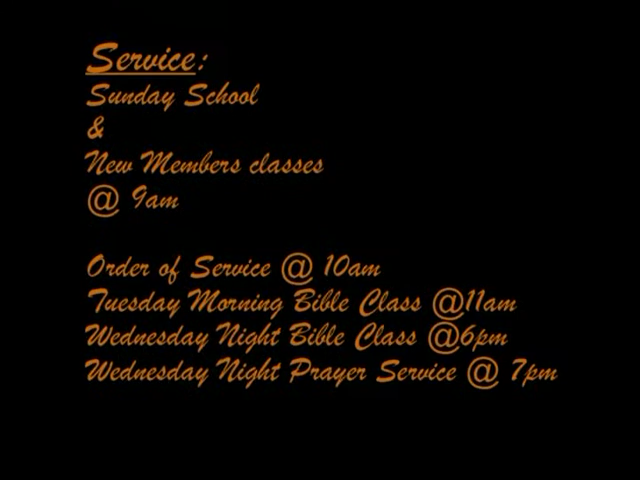 Service:
Sunday School
&
New Members classes
@ 9am
Order of Service @ 10am
Tuesday Morning Bible Class @11am
Wednesday Night Bible Class @6pm
Wednesday Night Prayer Service @ 7pm